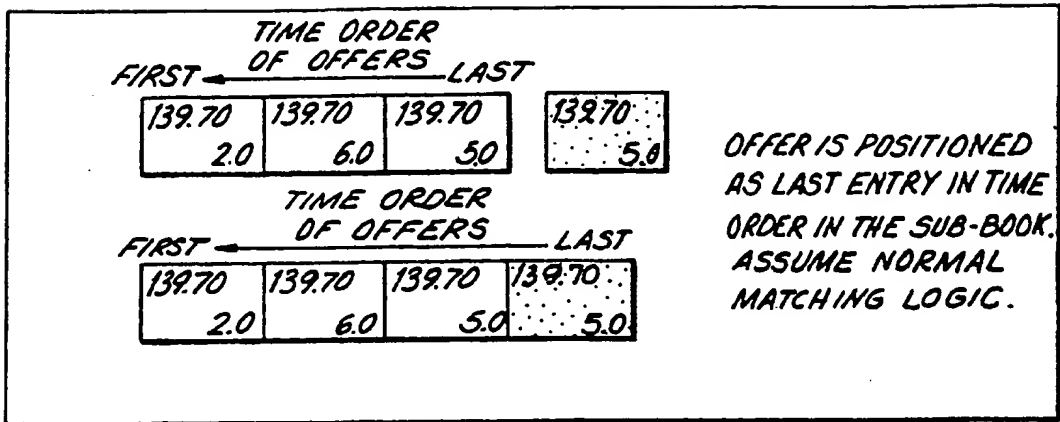 TIME ORDER
OF OFFERS
FIRST LAST
139.70 139.70 139.70 139.70
2.0 6.0 5.0 5.0
TIME ORDER
OF OFFERS
FIRST LAST
139.70 139.70 139.70 139.70
2.0 6.0 5.0 5.0
OFFER IS POSITIONED
AS LAST ENTRY IN TIME
ORDER IN THE SUB-BOOK.
ASSUME NORMAL
MATCHING LOGIC.